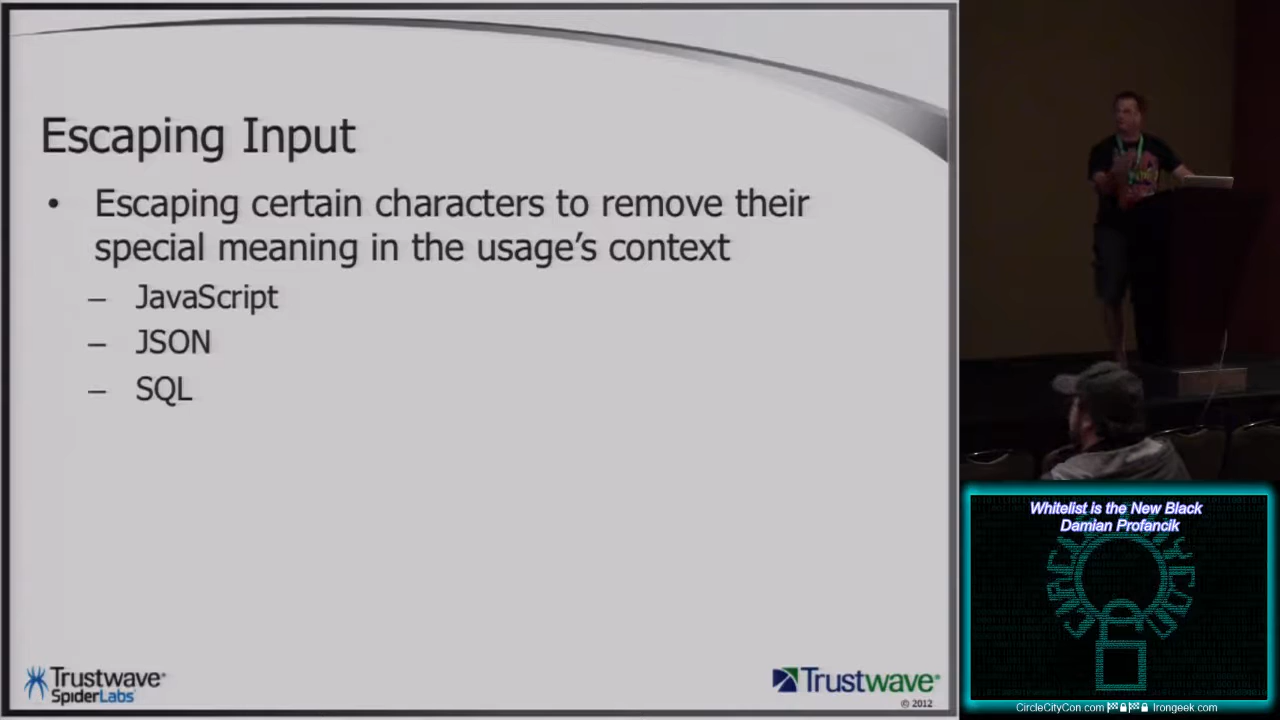 Escaping Input
• Escaping certain characters to remove their
special meaning in the usage's context
– JavaScript
– JSON
– SQL
Trustwave®
SpiderLabs®
Trustwave®
© 2012
Whitelist is the New Black
Damian Profancik
CircleCityCon.com
Irongeek.com